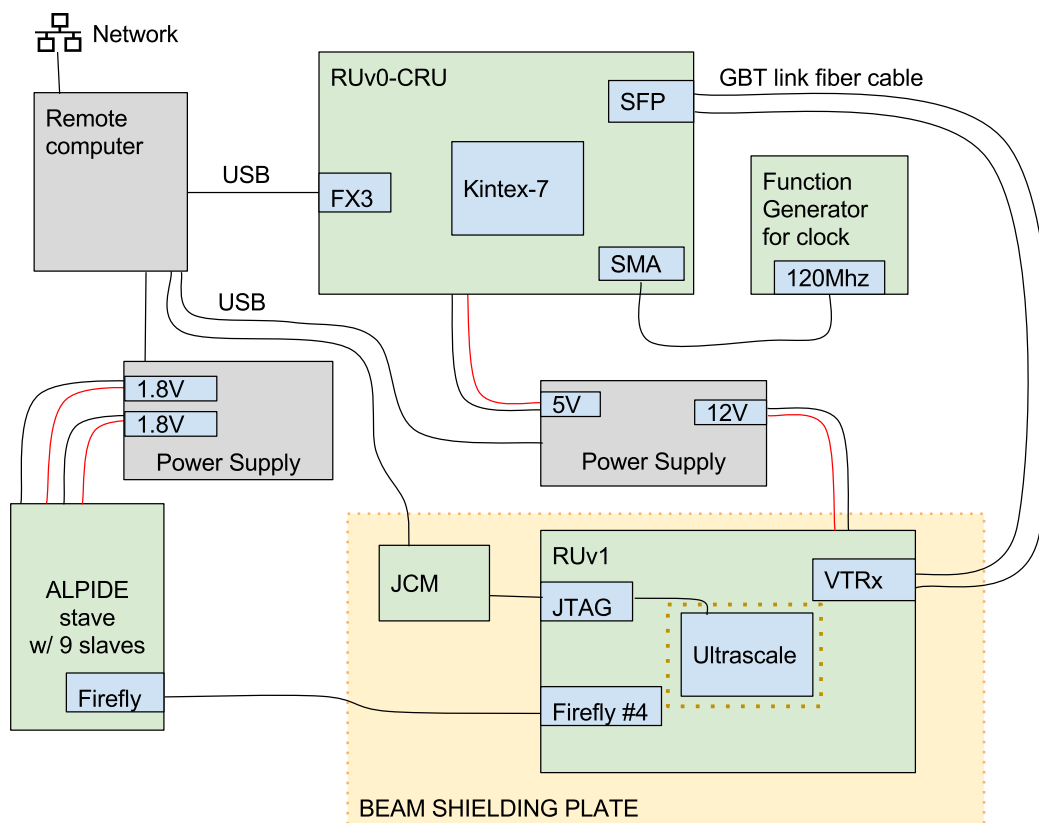 Network
Remote
computer
USB
USB
RUv0-CRU
SFP
FX3
Kintex-7
SMA
GBT link fiber cable
Function
Generator
for clock
120Mhz
1.8V
1.8V
Power Supply
5V
12V
Power Supply
ALPIDE
stave
w/ 9 slaves
Firefly
JCM
RUv1
VTRx
JTAG
Ultrascale
Firefly #4
BEAM SHIELDING PLATE